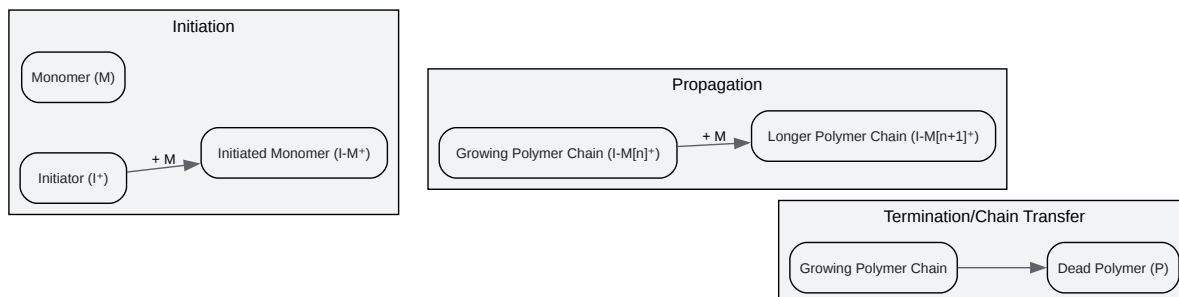 Initiation
Monomer (M)
Initiator (I⁺)
+ M
Initiated Monomer (I-M⁺)
Propagation
Growing Polymer Chain (I-M[n]⁺)
+ M
Longer Polymer Chain (I-M[n+1]⁺)
Termination/Chain Transfer
Growing Polymer Chain
Dead Polymer (P)